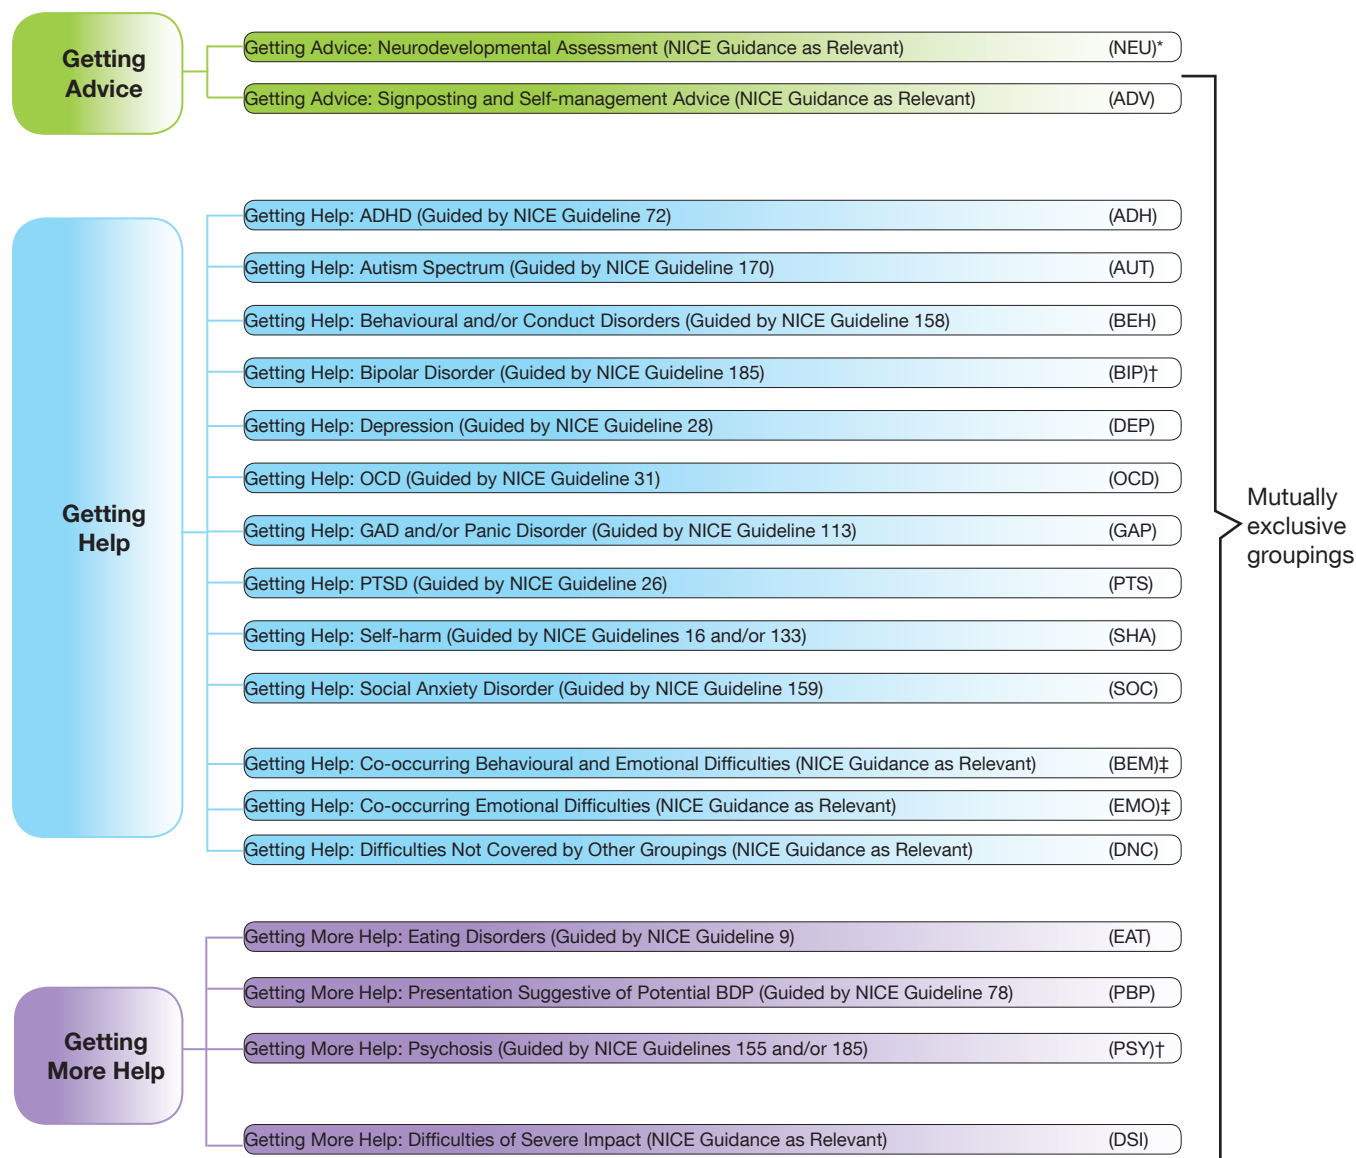 Getting
Advice
Getting Advice: Neurodevelopmental Assessment (NICE Guidance as Relevant) (NEU)*
Getting Advice: Signposting and Self-management Advice (NICE Guidance as Relevant) (ADV)
Getting
Help
Getting Help: ADHD (Guided by NICE Guideline 72) (ADH)
Getting Help: Autism Spectrum (Guided by NICE Guideline 170) (AUT)
Getting Help: Behavioural and/or Conduct Disorders (Guided by NICE Guideline 158) (BEH)
Getting Help: Bipolar Disorder (Guided by NICE Guideline 185) (BIP)†
Getting Help: Depression (Guided by NICE Guideline 28) (DEP)
Getting Help: OCD (Guided by NICE Guideline 31) (OCD)
Getting Help: GAD and/or Panic Disorder (Guided by NICE Guideline 113) (GAP)
Getting Help: PTSD (Guided by NICE Guideline 26) (PTS)
Getting Help: Self-harm (Guided by NICE Guidelines 16 and/or 133) (SHA)
Getting Help: Social Anxiety Disorder (Guided by NICE Guideline 159) (SOC)
Getting Help: Co-occurring Behavioural and Emotional Difficulties (NICE Guidance as Relevant) (BEM)‡
Getting Help: Co-occurring Emotional Difficulties (NICE Guidance as Relevant) (EMO)‡
Getting Help: Difficulties Not Covered by Other Groupings (NICE Guidance as Relevant) (DNC)
Getting
More Help
Getting More Help: Eating Disorders (Guided by NICE Guideline 9) (EAT)
Getting More Help: Presentation Suggestive of Potential BDP (Guided by NICE Guideline 78) (PBP)
Getting More Help: Psychosis (Guided by NICE Guidelines 155 and/or 185) (PSY)†
Getting More Help: Difficulties of Severe Impact (NICE Guidance as Relevant) (DSI)
Mutually
exclusive
groupings